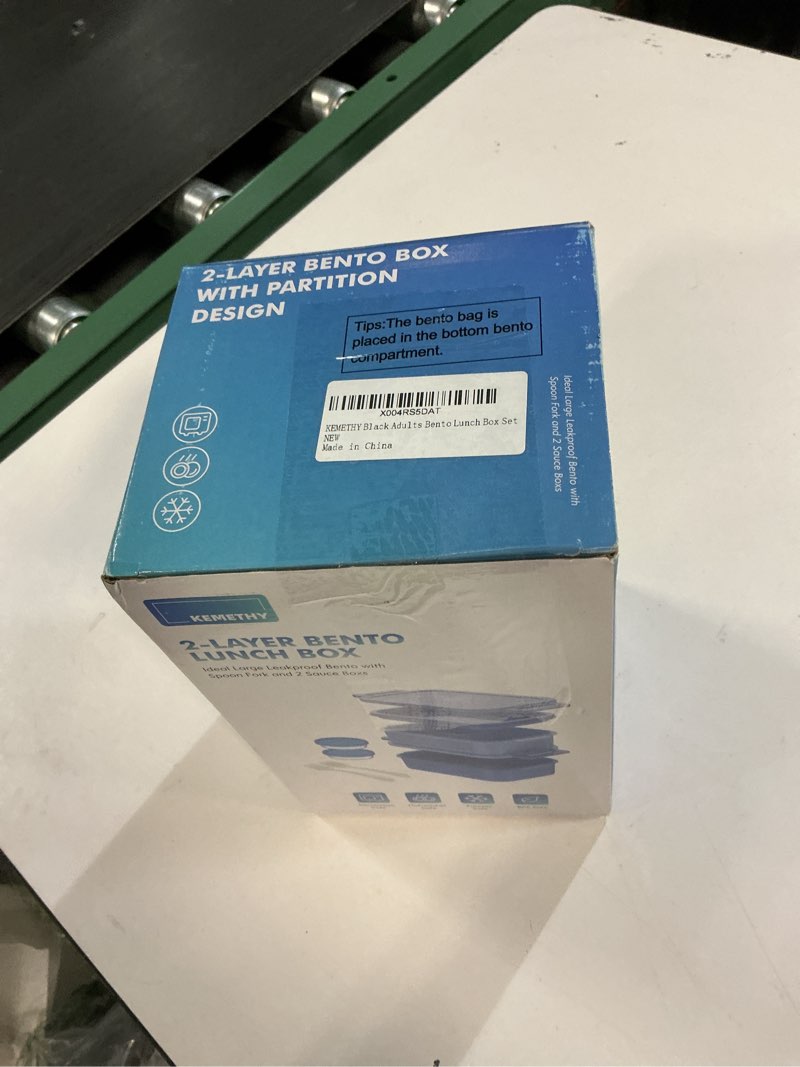 2-LAYER BENTO BOX
WITH PARTITION
DESIGN
Tips:The bento bag is
placed in the bottom bento
compartment.
X004RS5DAT
KEMETHY Black Adults Bento Lunch Box Set
NEW
Made in China
Ideal Large Leakproof Bento with
Spoon Fork and 2 Sauce Boxs
KEMETHY
2-LAYER BENTO
LUNCH BOX
Ideal Large Leakproof Bento with
Spoon Fork and 2 Sauce Boxs